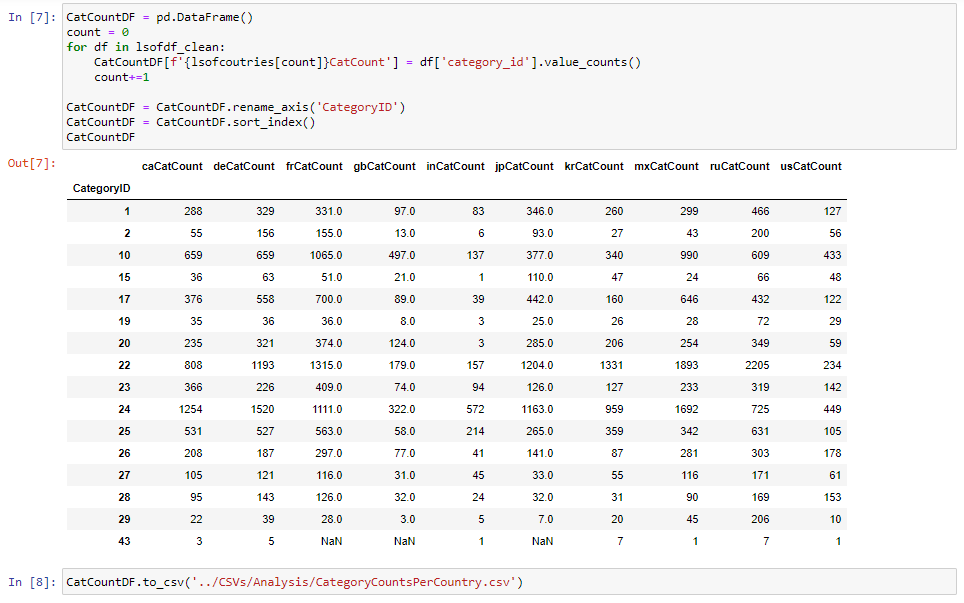 In [7]: CatCountDF = pd.DataFrame()
count = 0
for df in lsofdf_clean:
    CatCountDF[f'{lsofcoutries[count]}CatCount'] = df['category_id'].value_counts()
    count+=1

CatCountDF = CatCountDF.rename_axis('CategoryID')
CatCountDF = CatCountDF.sort_index()
CatCountDF
Out[7]:
caCatCount deCatCount frCatCount gbCatCount inCatCount jpCatCount krCatCount mxCatCount ruCatCount usCatCount
CategoryID
1 288 329 331.0 97.0 83 346.0 260 299 466 127
2 55 156 155.0 13.0 6 93.0 27 43 200 56
10 659 659 1065.0 497.0 137 377.0 340 990 609 433
15 36 63 51.0 21.0 1 110.0 47 24 66 48
17 376 558 700.0 89.0 39 442.0 160 646 432 122
19 35 36 36.0 8.0 3 25.0 26 28 72 29
20 235 321 374.0 124.0 3 285.0 206 254 349 59
22 808 1193 1315.0 179.0 157 1204.0 1331 1893 2205 234
23 366 226 409.0 74.0 94 126.0 127 233 319 142
24 1254 1520 1111.0 322.0 572 1163.0 959 1692 725 449
25 531 527 563.0 58.0 214 265.0 359 342 631 105
26 208 187 297.0 77.0 41 141.0 87 281 303 178
27 105 121 116.0 31.0 45 33.0 55 116 171 61
28 95 143 126.0 32.0 24 32.0 31 90 169 153
29 22 39 28.0 3.0 5 7.0 20 45 206 10
43 3 5 NaN NaN 1 NaN 7 1 7 1
In [8]: CatCountDF.to_csv('../CSVs/Analysis/CategoryCountsPerCountry.csv')